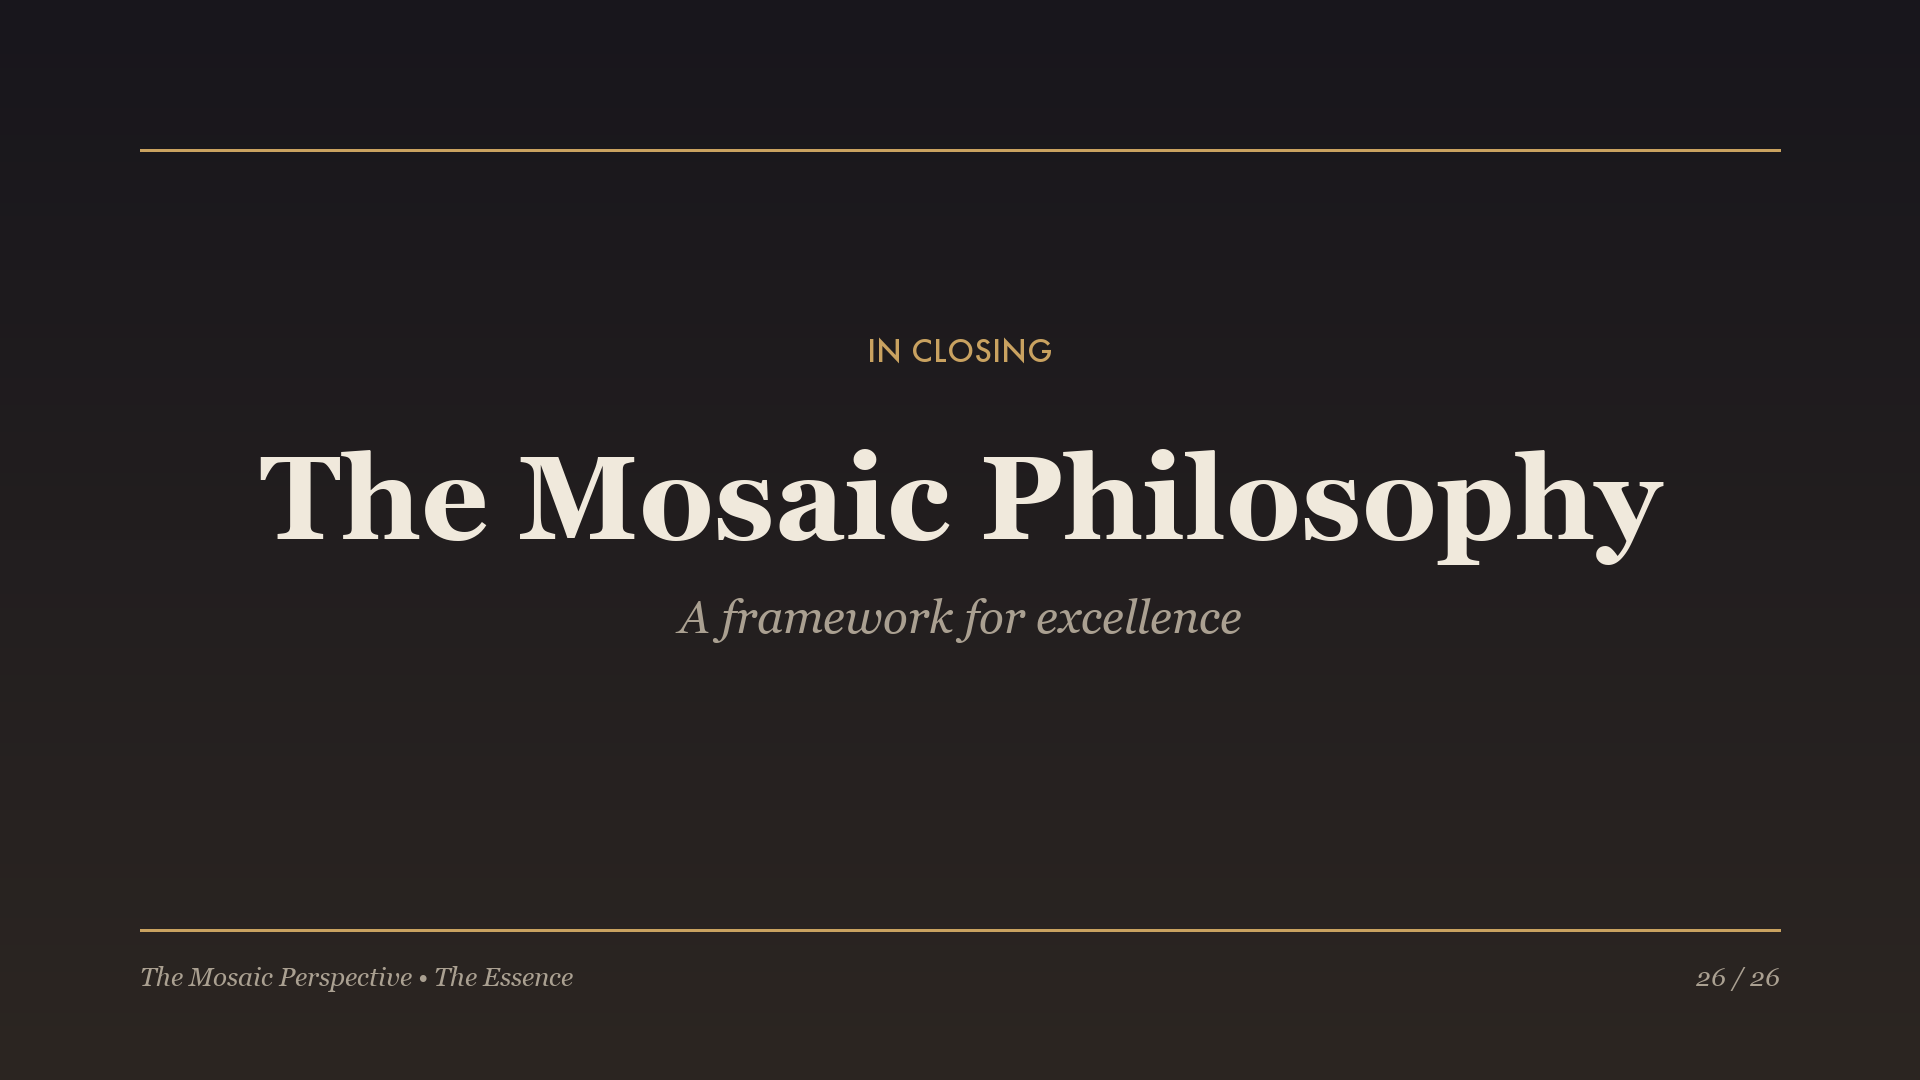 IN CLOSING
The Mosaic Philosophy
A framework for excellence
The Mosaic Perspective • The Essence
26 / 26